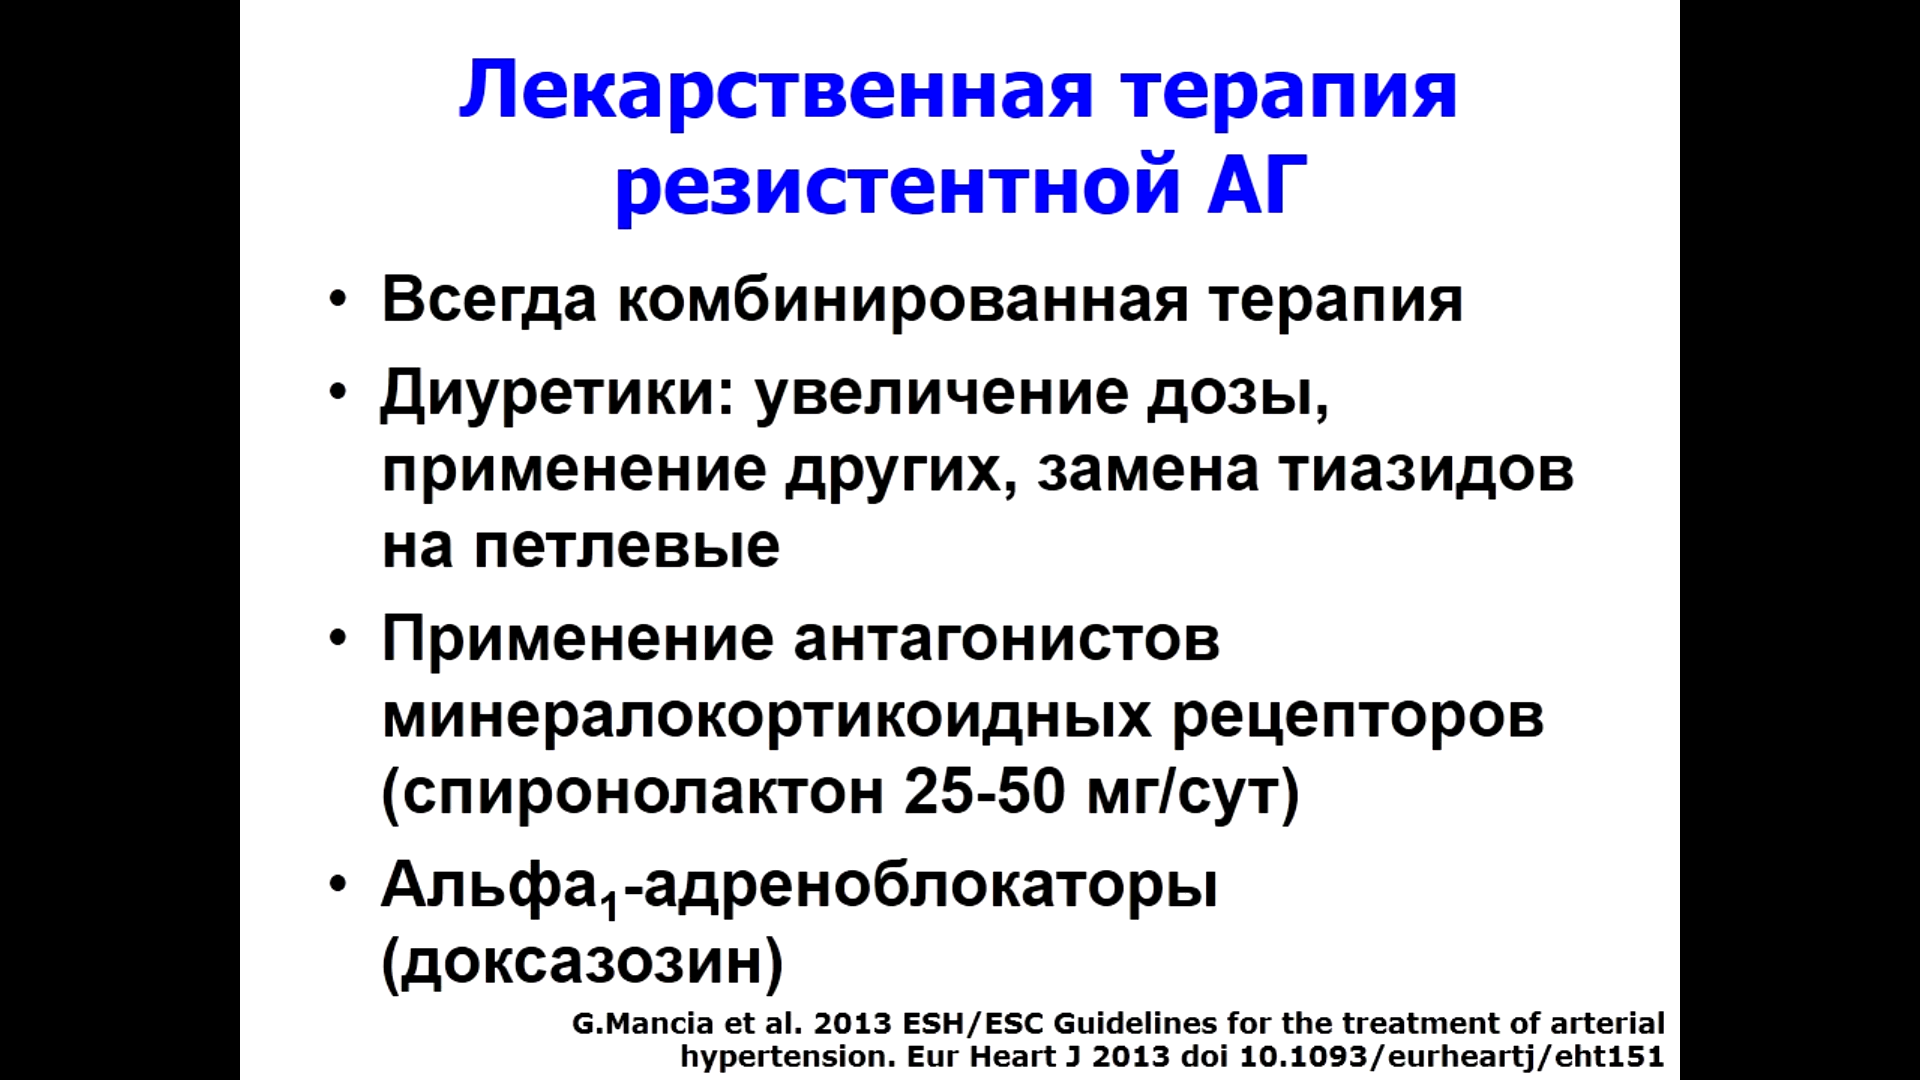 Лекарственная терапия
резистентной АГ
• Всегда комбинированная терапия
• Диуретики: увеличение дозы,
применение других, замена тиазидов
на петлевые
• Применение антагонистов
минералокортикоидных рецепторов
(спиронолактон 25-50 мг/сут)
• Альфа₁-адреноблокаторы
(доксазозин)
G.Mancia et al. 2013 ESH/ESC Guidelines for the treatment of arterial
hypertension. Eur Heart J 2013 doi 10.1093/eurheartj/eht151